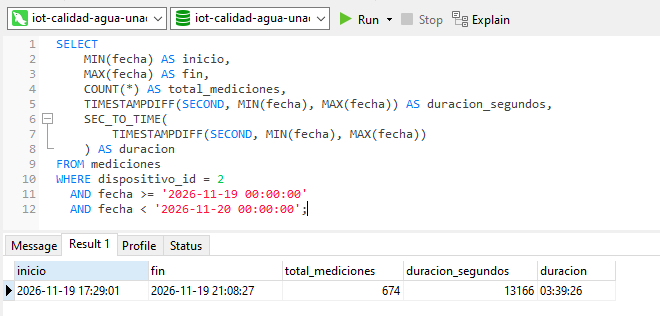 iot-calidad-agua-unac iot-calidad-agua-unac Run Stop Explain
1 SELECT
2 MIN(fecha) AS inicio,
3 MAX(fecha) AS fin,
4 COUNT(*) AS total_mediciones,
5 TIMESTAMPDIFF(SECOND, MIN(fecha), MAX(fecha)) AS duracion_segundos,
6 SEC_TO_TIME(
7 TIMESTAMPDIFF(SECOND, MIN(fecha), MAX(fecha))
8 ) AS duracion
9 FROM mediciones
10 WHERE dispositivo_id = 2
11 AND fecha >= '2026-11-19 00:00:00'
12 AND fecha < '2026-11-20 00:00:00';
Message Result 1 Profile Status
inicio fin total_mediciones duracion_segundos duracion
2026-11-19 17:29:01 2026-11-19 21:08:27 674 13166 03:39:26